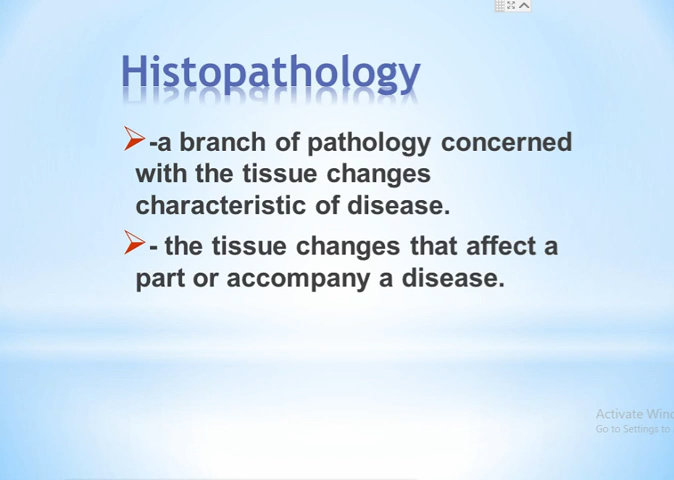 Histopathology
-a branch of pathology concerned
with the tissue changes
characteristic of disease.
- the tissue changes that affect a
part or accompany a disease.
Activate Win
Go to Settings to